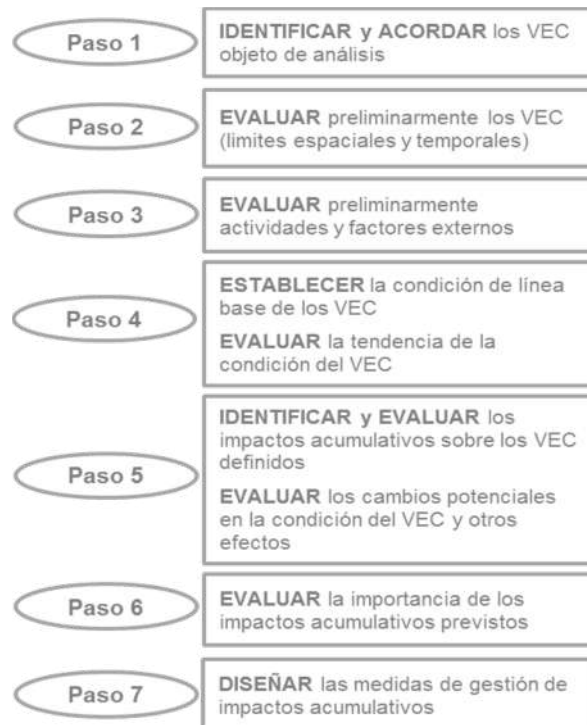 Paso 1
IDENTIFICAR y ACORDAR los VEC
objeto de análisis
Paso 2
EVALUAR preliminarmente los VEC
(limites espaciales y temporales)
Paso 3
EVALUAR preliminarmente
actividades y factores externos
Paso 4
ESTABLECER la condición de línea
base de los VEC
EVALUAR la tendencia de la
condición del VEC
Paso 5
IDENTIFICAR y EVALUAR los
impactos acumulativos sobre los VEC
definidos
EVALUAR los cambios potenciales
en la condición del VEC y otros
efectos
Paso 6
EVALUAR la importancia de los
impactos acumulativos previstos
Paso 7
DISEÑAR las medidas de gestión de
impactos acumulativos